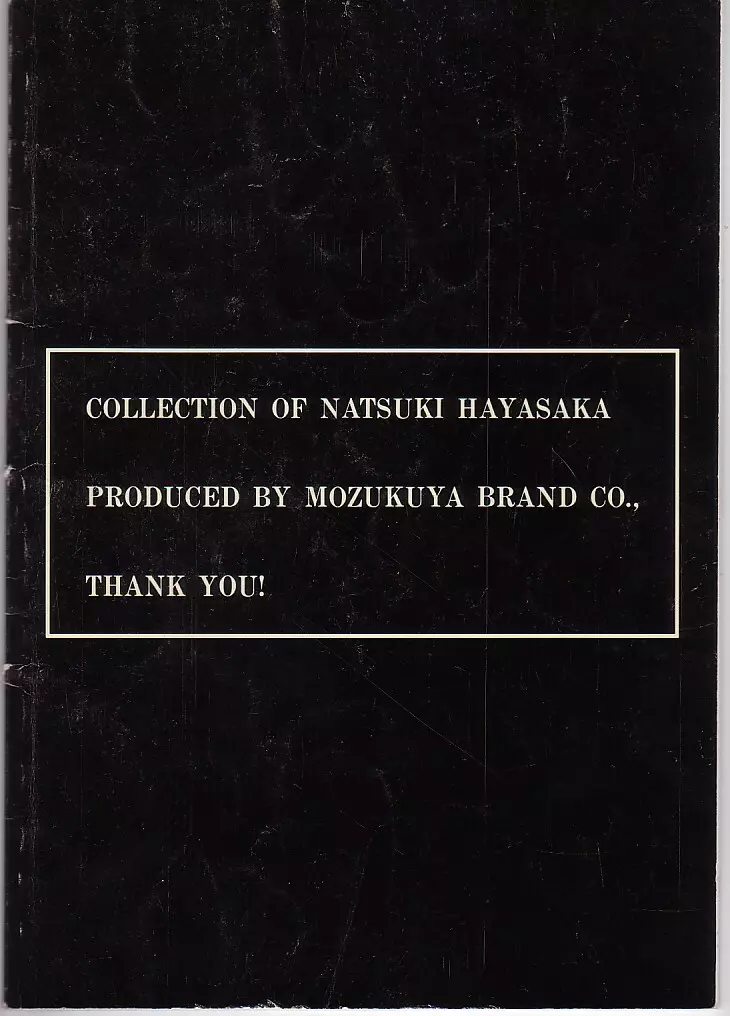 COLLECTION OF NATSUKI HAYASAKA
PRODUCED BY MOZUKUYA BRAND CO.,
THANK YOU!